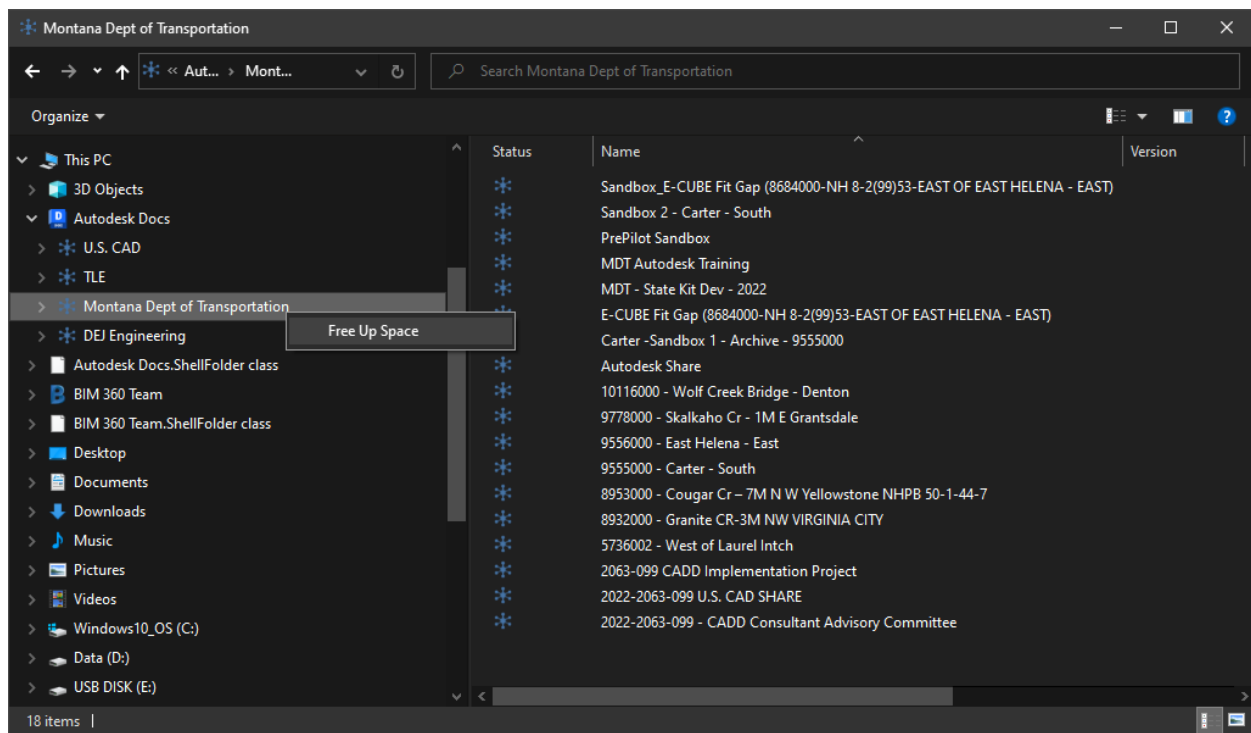 Montana Dept of Transportation
« Aut... › Mont...
Search Montana Dept of Transportation
Organize
?
This PC
3D Objects
Autodesk Docs
U.S. CAD
TLE
Montana Dept of Transportation
Free Up Space
DEJ Engineering
Autodesk Docs.ShellFolder class
BIM 360 Team
BIM 360 Team.ShellFolder class
Desktop
Documents
Downloads
Music
Pictures
Videos
Windows10_OS (C:)
Data (D:)
USB DISK (E:)
Status Name Version
Sandbox_E-CUBE Fit Gap (8684000-NH 8-2(99)53-EAST OF EAST HELENA - EAST)
Sandbox 2 - Carter - South
PrePilot Sandbox
MDT Autodesk Training
MDT - State Kit Dev - 2022
E-CUBE Fit Gap (8684000-NH 8-2(99)53-EAST OF EAST HELENA - EAST)
Carter -Sandbox 1 - Archive - 9555000
Autodesk Share
10116000 - Wolf Creek Bridge - Denton
9778000 - Skalkaho Cr - 1M E Grantsdale
9556000 - East Helena - East
9555000 - Carter - South
8953000 - Cougar Cr – 7M N W Yellowstone NHPB 50-1-44-7
8932000 - Granite CR-3M NW VIRGINIA CITY
5736002 - West of Laurel Intch
2063-099 CADD Implementation Project
2022-2063-099 U.S. CAD SHARE
2022-2063-099 - CADD Consultant Advisory Committee
18 items